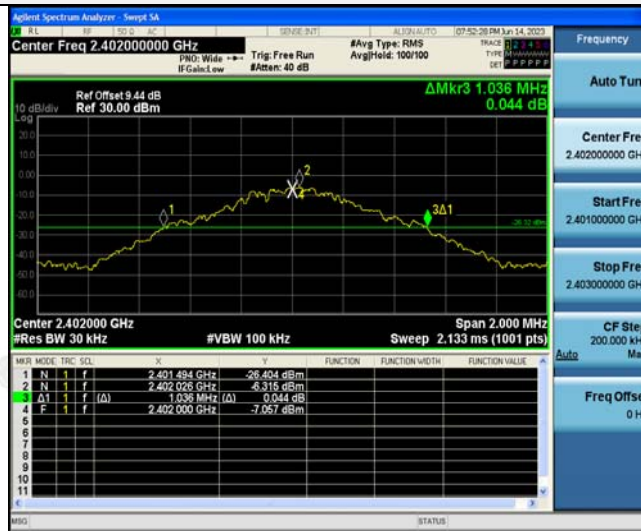 Agilent Spectrum Analyzer - Swept SA
RL RF 50 Ω AC SENSE:INT ALIGN AUTO 07:52:28 PM Jun 14, 2023
Center Freq 2.402000000 GHz
PNO: Wide
IFGain:Low
Trig: Free Run
#Atten: 40 dB
#Avg Type: RMS
Avg|Hold: 100/100
TRACE 1 2 3 4 5 6
TYPE M
DET P P P P P P
Ref Offset 9.44 dB
Ref 30.00 dBm
10 dB/div
Log
ΔMkr3 1.036 MHz
0.044 dB
20.0
10.0
0.00
-10.0
-20.0
-30.0
-40.0
-50.0
-60.0
1
2
4
3Δ1
Center 2.402000 GHz
Span 2.000 MHz
#Res BW 30 kHz
#VBW 100 kHz
Sweep 2.133 ms (1001 pts)
MKR MODE TRC SCL X Y FUNCTION FUNCTION WIDTH FUNCTION VALUE
1 N 1 f 2.401 494 GHz -26.404 dBm
2 N 1 f 2.402 026 GHz -6.315 dBm
3 Δ1 1 f (Δ) 1.036 MHz (Δ) 0.044 dB
4 F 1 f 2.402 000 GHz -7.057 dBm
5
6
7
8
9
10
11
MSG
STATUS
Frequency
Auto Tun
Center Fre
2.402000000 GH
Start Fre
2.401000000 GH
Stop Fre
2.403000000 GH
CF Ste
200.000 kH
Auto Ma
Freq Offse
0 H